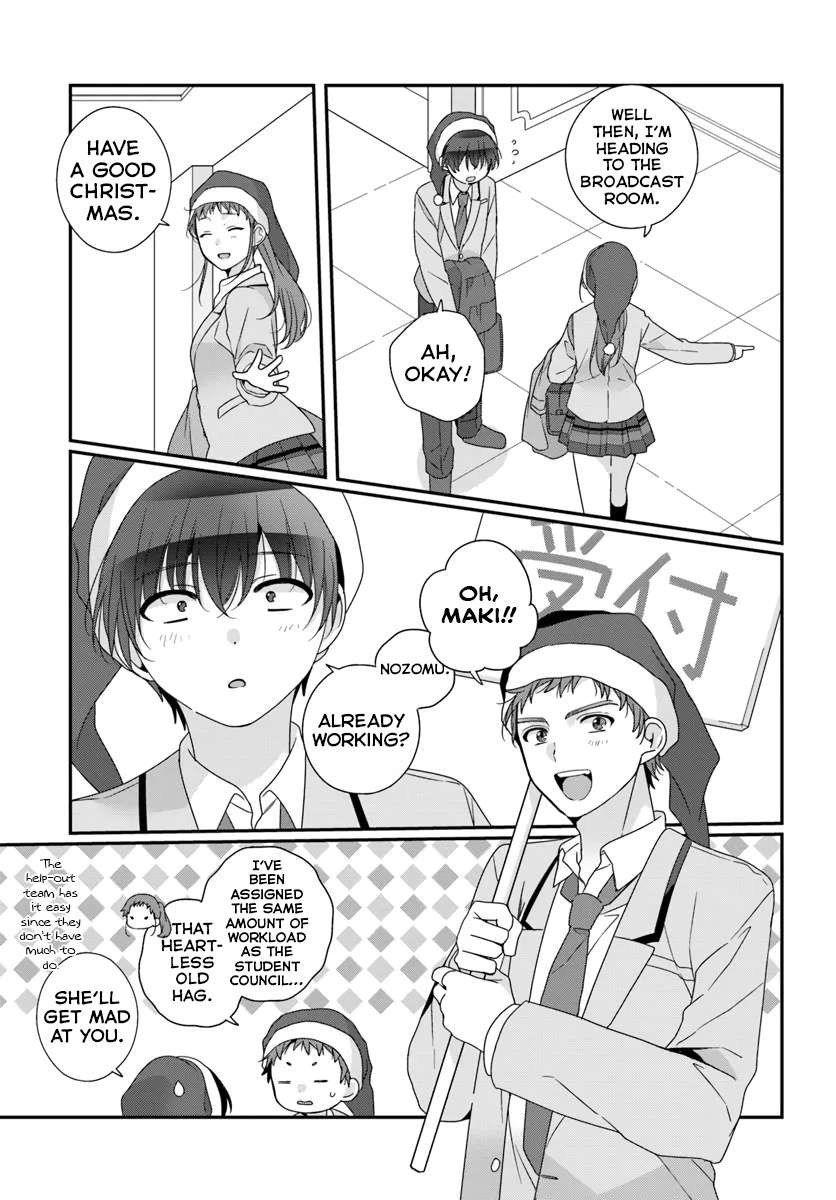 WELL
THEN, I'M
HEADING
TO THE
BROADCAST
ROOM.
AH,
OKAY!
HAVE
A GOOD
CHRIST-
MAS.
受付
OH,
MAKI!!
NOZOMU.
ALREADY
WORKING?
I'VE
BEEN
ASSIGNED
THE SAME
AMOUNT OF
WORKLOAD
AS THE
STUDENT
COUNCIL...
THAT
HEART-
LESS
OLD
HAG.
The
help-out
team has
it easy
since they
don't have
much to
do.
SHE'LL
GET MAD
AT YOU.